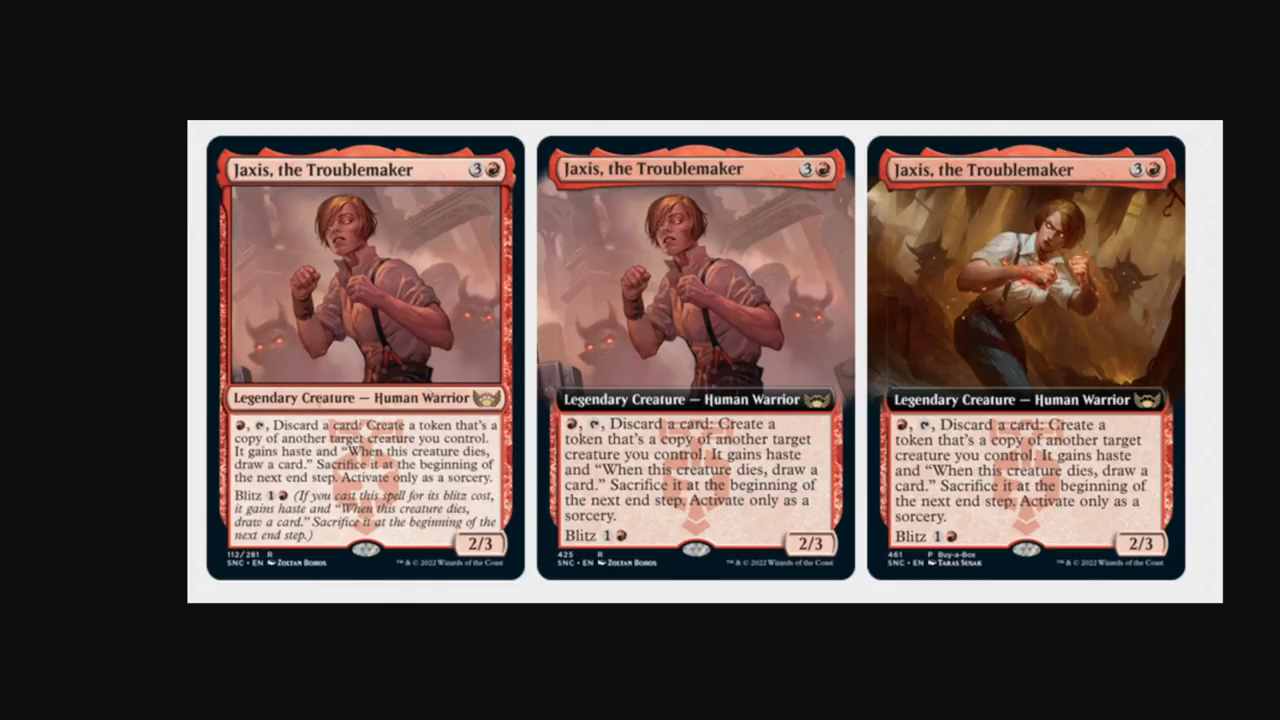 Jaxis, the Troublemaker 3
Legendary Creature — Human Warrior
, , Discard a card: Create a token that's a
copy of another target creature you control.
It gains haste and “When this creature dies,
draw a card.” Sacrifice it at the beginning of
the next end step. Activate only as a sorcery.
Blitz 1 (If you cast this spell for its blitz cost,
it gains haste and “When this creature dies,
draw a card.” Sacrifice it at the beginning of the
next end step.)
2/3
112/281 R
SNC • EN Zoltan Boros
™ & © 2022 Wizards of the Coast
Jaxis, the Troublemaker 3
Legendary Creature — Human Warrior
, , Discard a card: Create a
token that's a copy of another target
creature you control. It gains haste
and “When this creature dies, draw a
card.” Sacrifice it at the beginning of
the next end step. Activate only as a
sorcery.
Blitz 1
2/3
425 R
SNC • EN Zoltan Boros
™ & © 2022 Wizards of the Coast
Jaxis, the Troublemaker 3
Legendary Creature — Human Warrior
, , Discard a card: Create a
token that's a copy of another target
creature you control. It gains haste
and “When this creature dies, draw a
card.” Sacrifice it at the beginning of
the next end step. Activate only as a
sorcery.
Blitz 1
2/3
461 P Buy-a-Box
SNC • EN Taras Susak
™ & © 2022 Wizards of the Coast